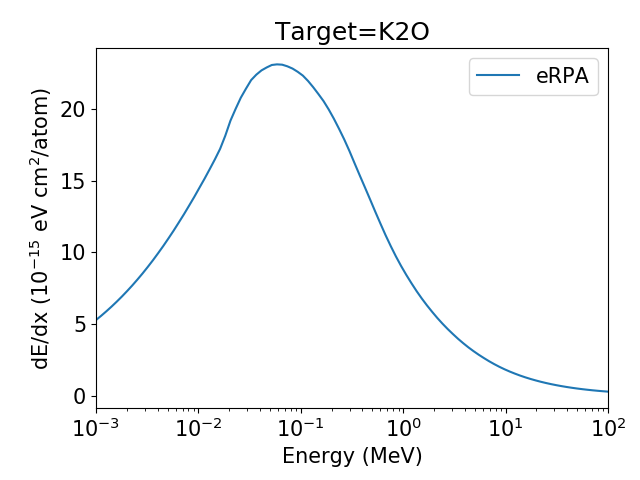 Target=K2O
eRPA
dE/dx (10⁻¹⁵ eV cm²/atom)
20
15
10
5
0
10⁻³ 10⁻² 10⁻¹ 10⁰ 10¹ 10²
Energy (MeV)